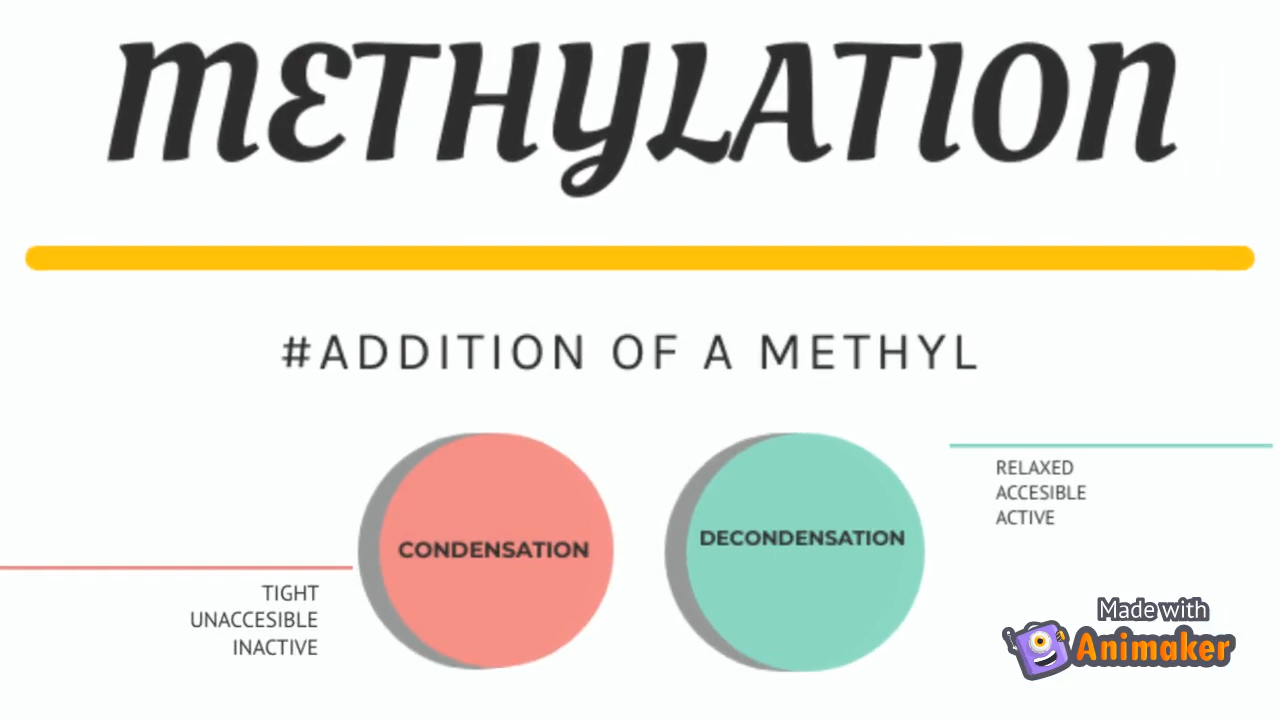 METHYLATION
#ADDITION OF A METHYL
CONDENSATION
DECONDENSATION
RELAXED
ACCESIBLE
ACTIVE
TIGHT
UNACCESIBLE
INACTIVE
Made with
Animaker